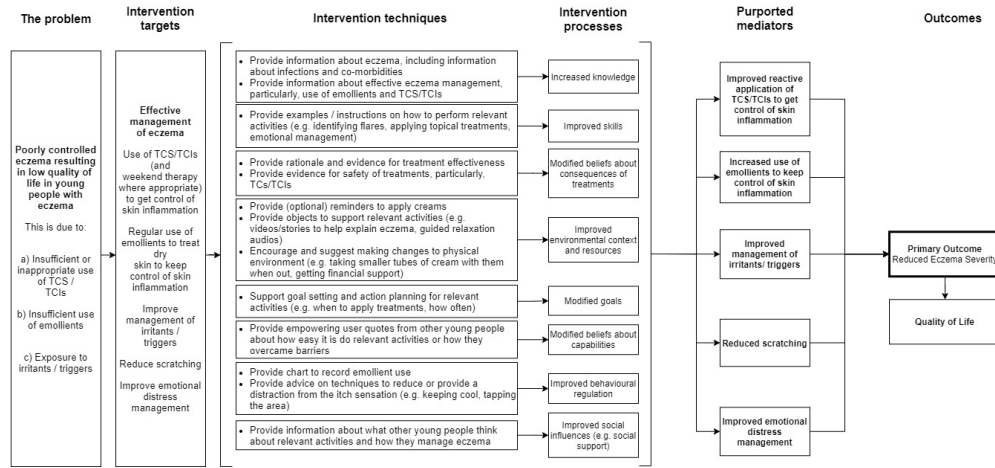 The problem
Intervention
targets
Intervention techniques
Intervention
processes
Purported
mediators
Outcomes
Poorly controlled
eczema resulting
in low quality of
life in young
people with
eczema
This is due to:
a) Insufficient or
inappropriate use
of TCS /
TCIs
b) Insufficient
use of emollients
c) Exposure to
irritants / triggers
Effective
management
of eczema
Use of TCS/TCIs
(and
weekend therapy
where appropriate)
to get control of
skin inflammation
Regular use of
emollients to treat
dry
skin to keep
control of skin
inflammation
Improve
management of
irritants /
triggers
Reduce scratching
Improve emotional
distress
management
• Provide information about eczema, including information
about infections and co-morbidities
• Provide information about effective eczema management,
particularly, use of emollients and TCS/TCIs
• Provide examples / instructions on how to perform relevant
activities (e.g. identifying flares, applying topical treatments,
emotional management)
• Provide rationale and evidence for treatment effectiveness
• Provide evidence for safety of treatments, particularly,
TCs/TCIs
• Provide (optional) reminders to apply creams
• Provide objects to support relevant activities (e.g.
videos/stories to help explain eczema, guided relaxation
audios)
• Encourage and suggest making changes to physical
environment (e.g. taking smaller tubes of cream with them
when out, getting financial support)
• Support goal setting and action planning for relevant
activities (e.g. when to apply treatments, how often)
• Provide empowering user quotes from other young people
about how easy it is do relevant activities or how they
overcame barriers
• Provide chart to record emollient use
• Provide advice on techniques to reduce or provide a
distraction from the itch sensation (e.g. keeping cool, tapping
the area)
• Provide information about what other young people think
about relevant activities and how they manage eczema
Increased knowledge
Improved skills
Modified beliefs about
consequences of
treatments
Improved
environmental context
and resources
Modified goals
Modified beliefs about
capabilities
Improved behavioural
regulation
Improved social
influences (e.g. social
support)
Improved reactive
application of
TCS/TCIs to get
control of skin
inflammation
Increased use of
emollients to keep
control of skin
inflammation
Improved
management of
irritants/ triggers
Reduced scratching
Improved emotional
distress
management
Primary Outcome
Reduced Eczema Severity
Quality of Life